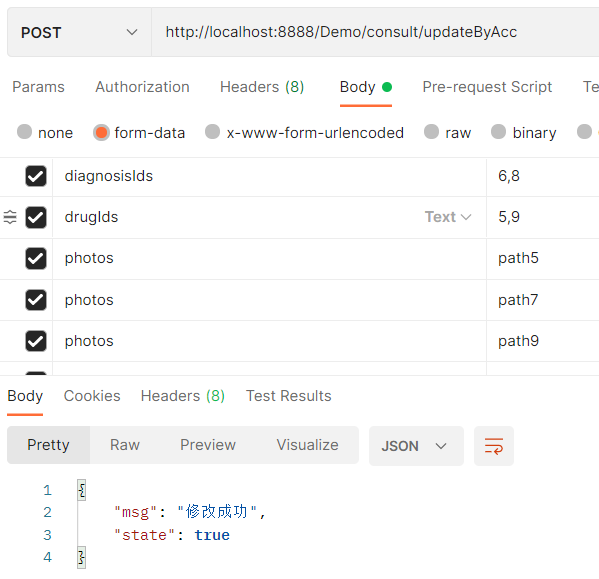 POST http://localhost:8888/Demo/consult/updateByAcc
Params Authorization Headers (8) Body Pre-request Script Te
none form-data x-www-form-urlencoded raw binary
diagnosisIds 6,8
drugIds Text 5,9
photos path5
photos path7
photos path9
Body Cookies Headers (8) Test Results
Pretty Raw Preview Visualize JSON
1 {
2 "msg": "修改成功",
3 "state": true
4 }